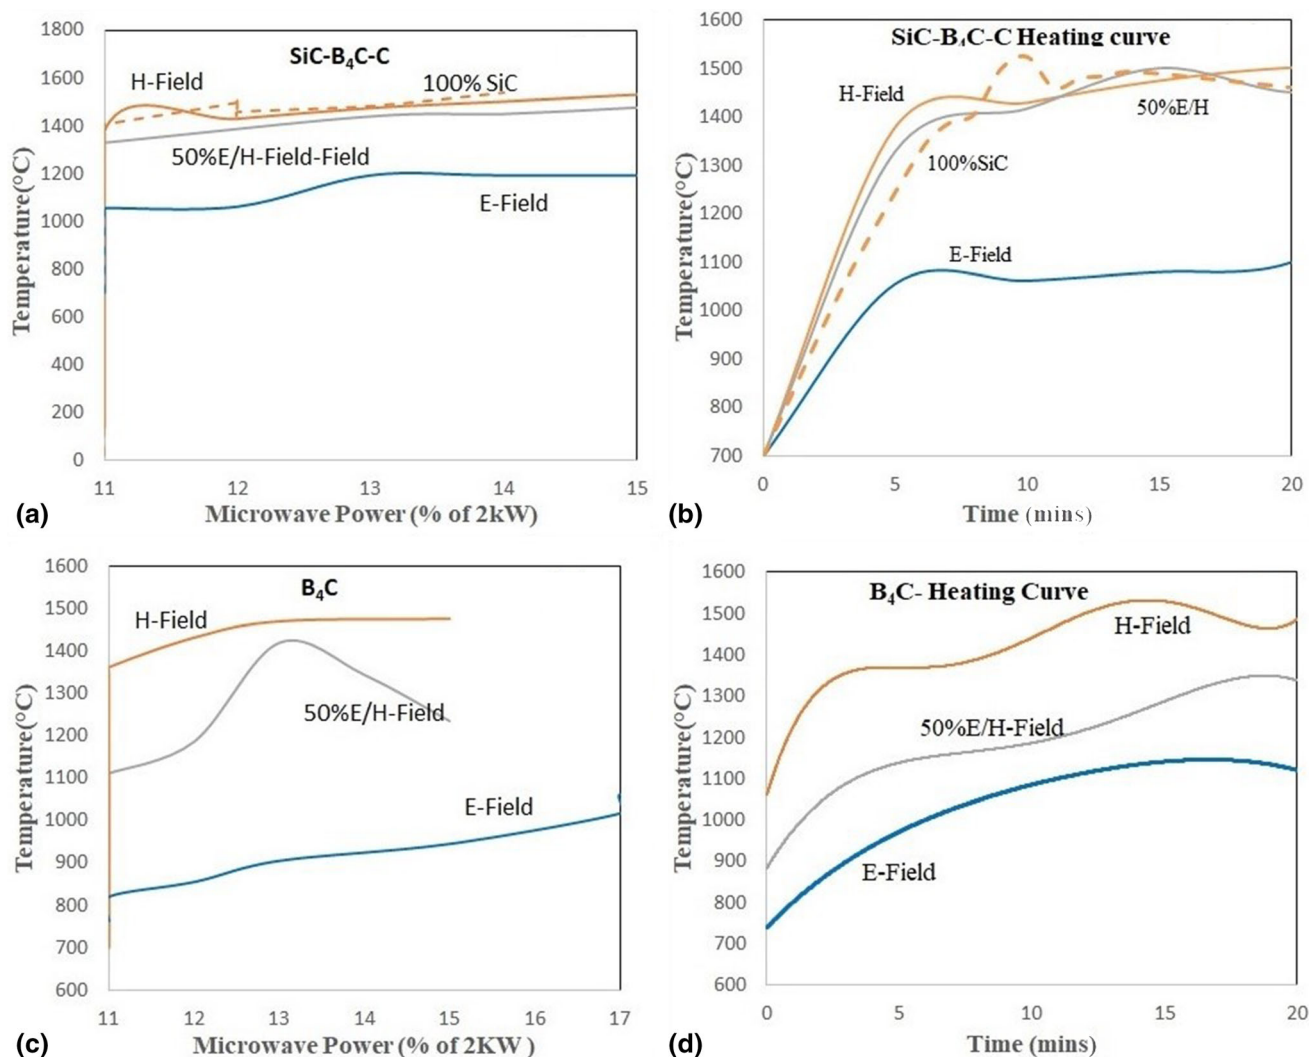 SiC-B₄C-C
H-Field
100% SiC
50%E/H-Field-Field
E-Field
Temperature(°C)
1800
1600
1400
1200
1000
800
600
400
200
0
11 12 13 14 15
(a) Microwave Power (% of 2kW)
SiC-B₄C-C Heating curve
H-Field
50%E/H
100%SiC
E-Field
Temperature(°C)
1600
1500
1400
1300
1200
1100
1000
900
800
700
0 5 10 15 20
(b) Time (mins)
B₄C
H-Field
50%E/H-Field
E-Field
Temperature(°C)
1600
1500
1400
1300
1200
1100
1000
900
800
700
600
11 12 13 14 15 16 17
(c) Microwave Power (% of 2KW)
B₄C- Heating Curve
H-Field
50%E/H-Field
E-Field
Temperature(°C)
1600
1500
1400
1300
1200
1100
1000
900
800
700
600
0 5 10 15 20
(d) Time (mins)